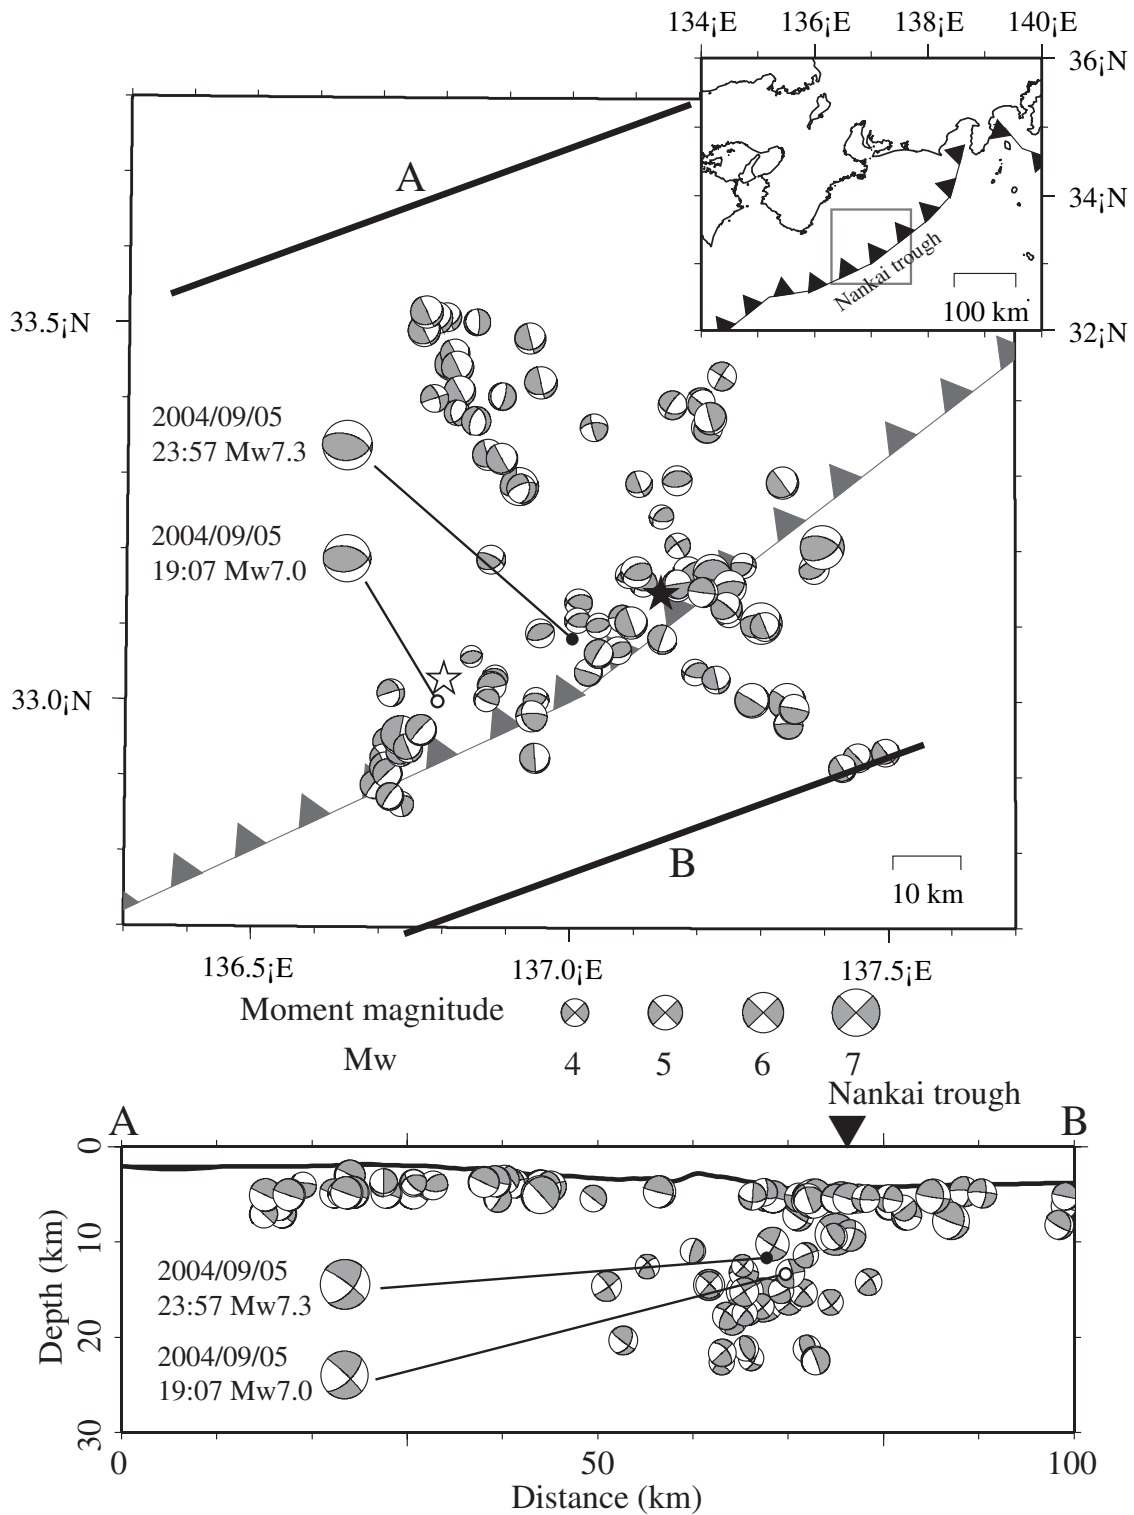 134¡E 136¡E 138¡E 140¡E
36¡N
34¡N
32¡N
Nankai trough
100 km
A
33.5¡N
2004/09/05
23:57 Mw7.3
2004/09/05
19:07 Mw7.0
33.0¡N
B
10 km
136.5¡E 137.0¡E 137.5¡E
Moment magnitude
Mw 4 5 6 7
Nankai trough
A B
0
10
20
30
Depth (km)
2004/09/05
23:57 Mw7.3
2004/09/05
19:07 Mw7.0
0 50 100
Distance (km)